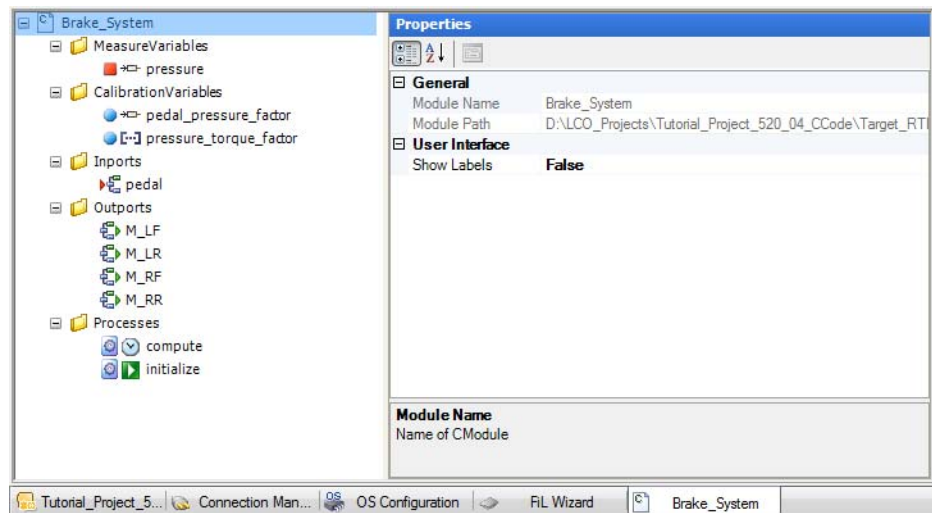 Brake_System
MeasureVariables
pressure
CalibrationVariables
pedal_pressure_factor
pressure_torque_factor
Inports
pedal
Outports
M_LF
M_LR
M_RF
M_RR
Processes
compute
initialize
Properties
General
Module Name Brake_System
Module Path D:\LCO_Projects\Tutorial_Project_520_04_CCode\Target_RTI
User Interface
Show Labels False
Module Name
Name of CModule
Tutorial_Project_5... Connection Man... OS Configuration FiL Wizard Brake_System